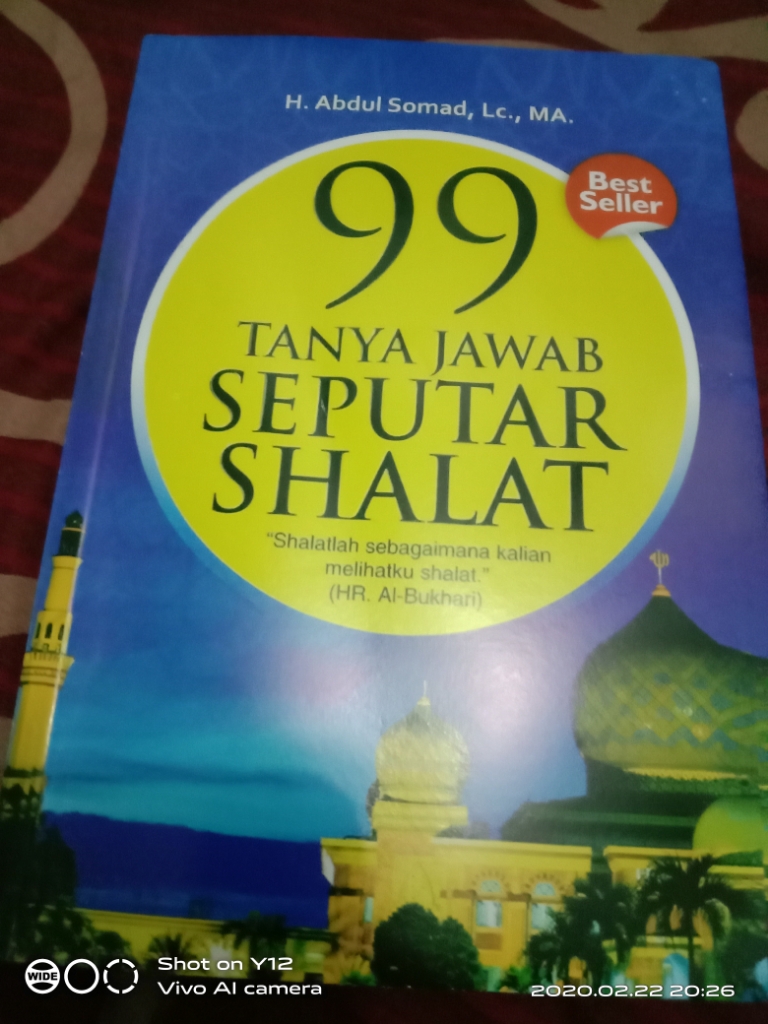 H. Abdul Somad, Lc., MA.
Best
Seller
99
TANYA JAWAB
SEPUTAR
SHALAT
"Shalatlah sebagaimana kalian
melihatku shalat."
(HR. Al-Bukhari)
WIDE
Shot on Y12
Vivo AI camera
2020.02.22 20:26